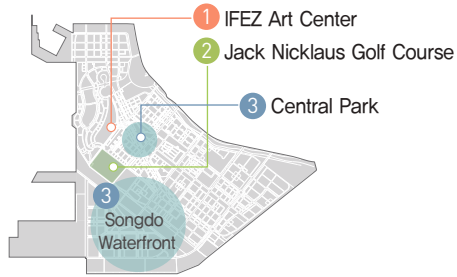 1 IFEZ Art Center
2 Jack Nicklaus Golf Course
3 Central Park
3
Songdo
Waterfront